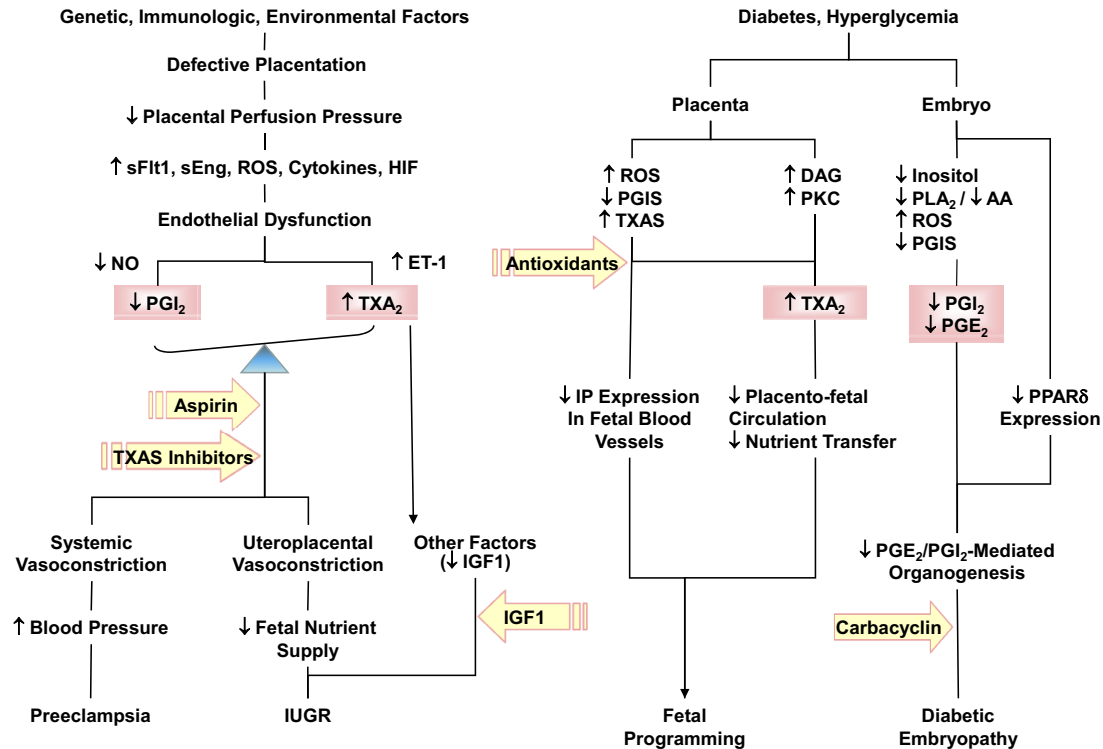 Genetic, Immunologic, Environmental Factors
Defective Placentation
↓ Placental Perfusion Pressure
↑ sFlt1, sEng, ROS, Cytokines, HIF
Endothelial Dysfunction
↓ NO
↑ ET-1
↓ PGI₂
↑ TXA₂
Aspirin
TXAS Inhibitors
Systemic
Vasoconstriction
Uteroplacental
Vasoconstriction
Other Factors
(↓ IGF1)
↑ Blood Pressure
↓ Fetal Nutrient
Supply
IGF1
Preeclampsia
IUGR
Diabetes, Hyperglycemia
Placenta
Embryo
↑ ROS
↓ PGIS
↑ TXAS
↑ DAG
↑ PKC
↓ Inositol
↓ PLA₂ / ↓ AA
↑ ROS
↓ PGIS
Antioxidants
↑ TXA₂
↓ PGI₂
↓ PGE₂
↓ IP Expression
In Fetal Blood
Vessels
↓ Placento-fetal
Circulation
↓ Nutrient Transfer
↓ PPARδ
Expression
↓ PGE₂/PGI₂-Mediated
Organogenesis
Carbacyclin
Fetal
Programming
Diabetic
Embryopathy